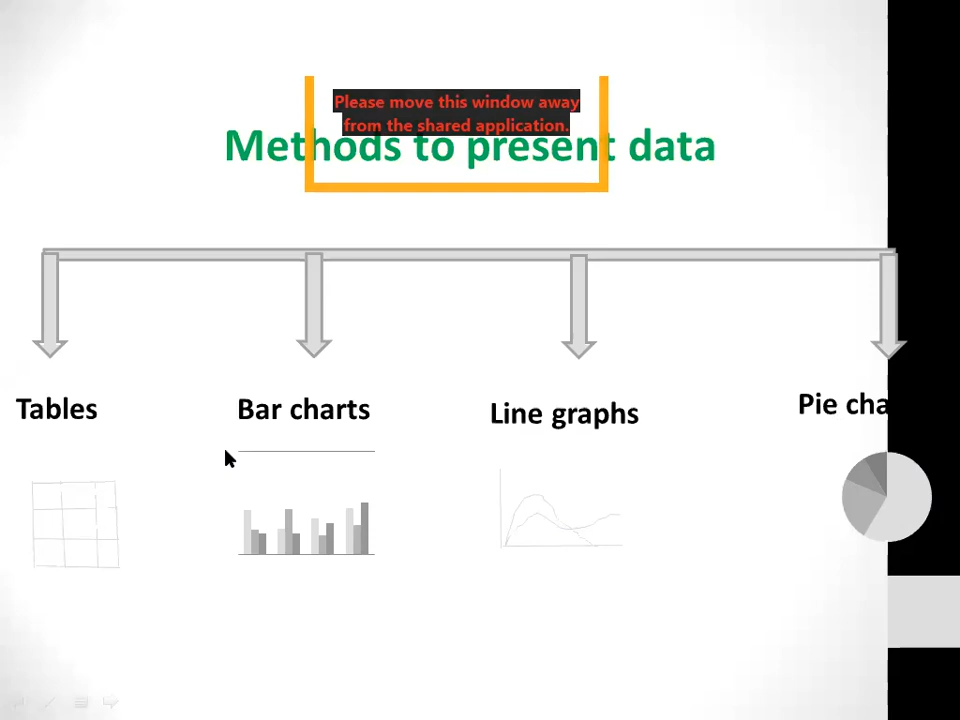 Please move this window away
from the shared application.
Methods to present data
Tables
Bar charts
Line graphs
Pie cha